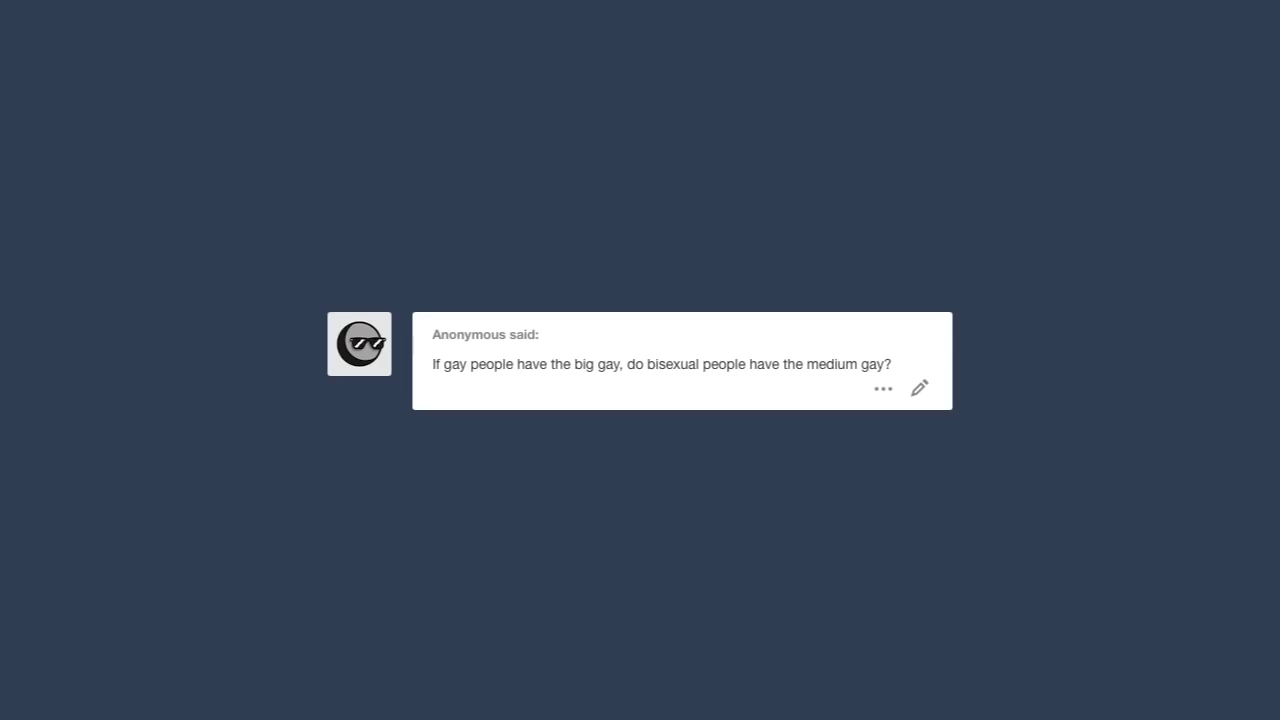 Anonymous said:
If gay people have the big gay, do bisexual people have the medium gay?